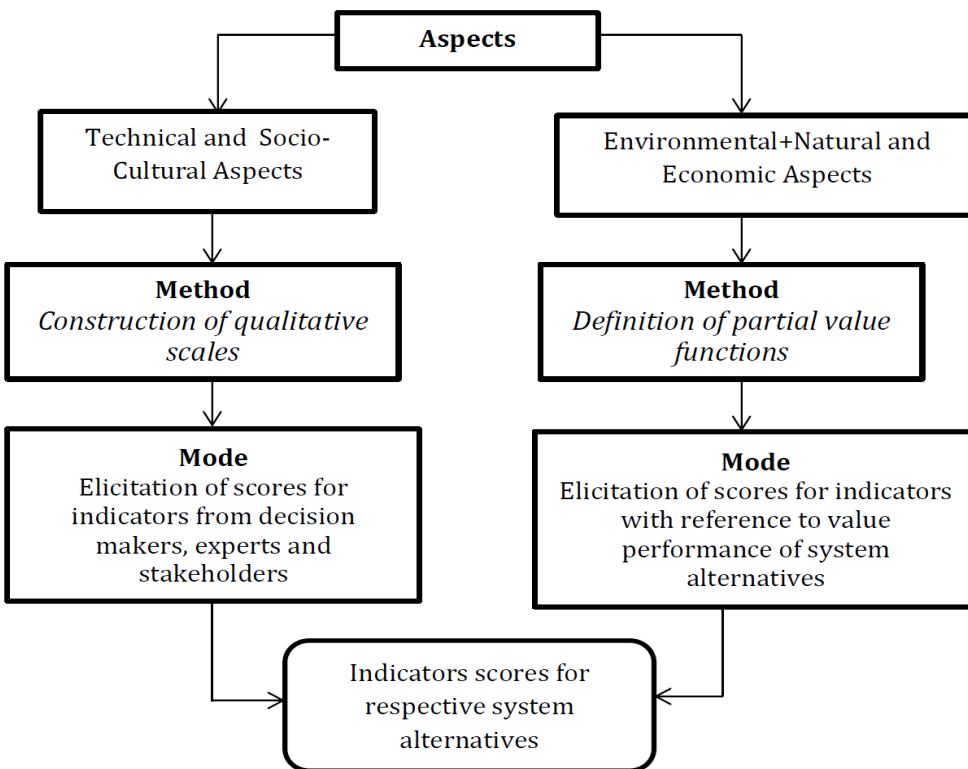 Aspects
Technical and Socio-
Cultural Aspects
Environmental+Natural and
Economic Aspects
Method
Construction of qualitative
scales
Method
Definition of partial value
functions
Mode
Elicitation of scores for
indicators from decision
makers, experts and
stakeholders
Mode
Elicitation of scores for indicators
with reference to value
performance of system
alternatives
Indicators scores for
respective system
alternatives